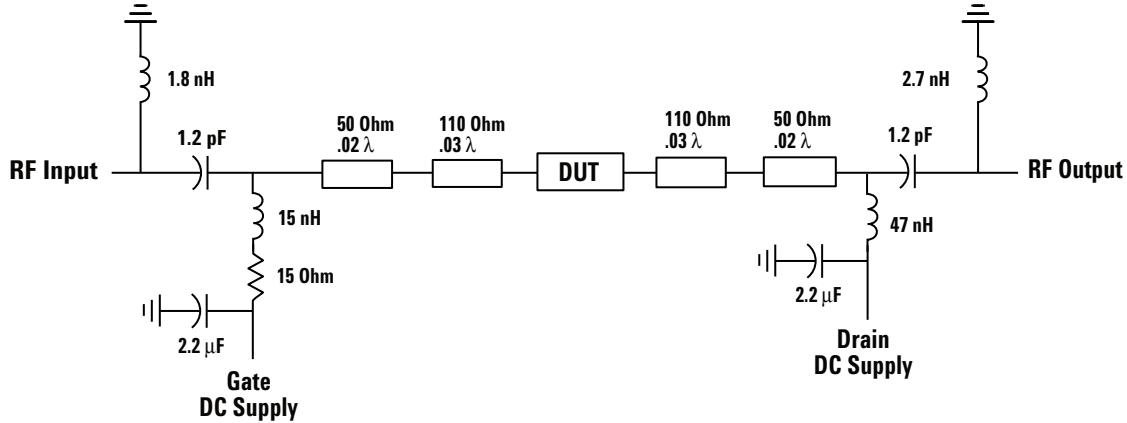 1.8 nH
2.7 nH
1.2 pF
50 Ohm
.02 λ
110 Ohm
.03 λ
110 Ohm
.03 λ
50 Ohm
.02 λ
1.2 pF
RF Input
DUT
RF Output
15 nH
47 nH
15 Ohm
2.2 μF
2.2 μF
Drain
DC Supply
Gate
DC Supply